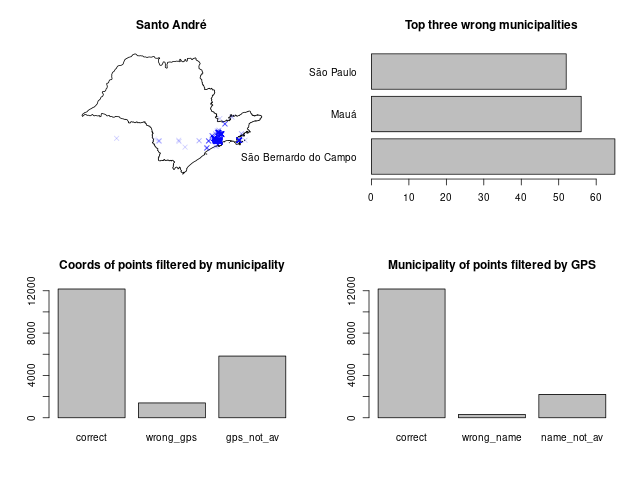 Santo André
Top three wrong municipalities
São Paulo
Mauá
São Bernardo do Campo
0 10 20 30 40 50 60
Coords of points filtered by municipality
12000
8000
4000
0
correct wrong_gps gps_not_av
Municipality of points filtered by GPS
12000
8000
4000
0
correct wrong_name name_not_av